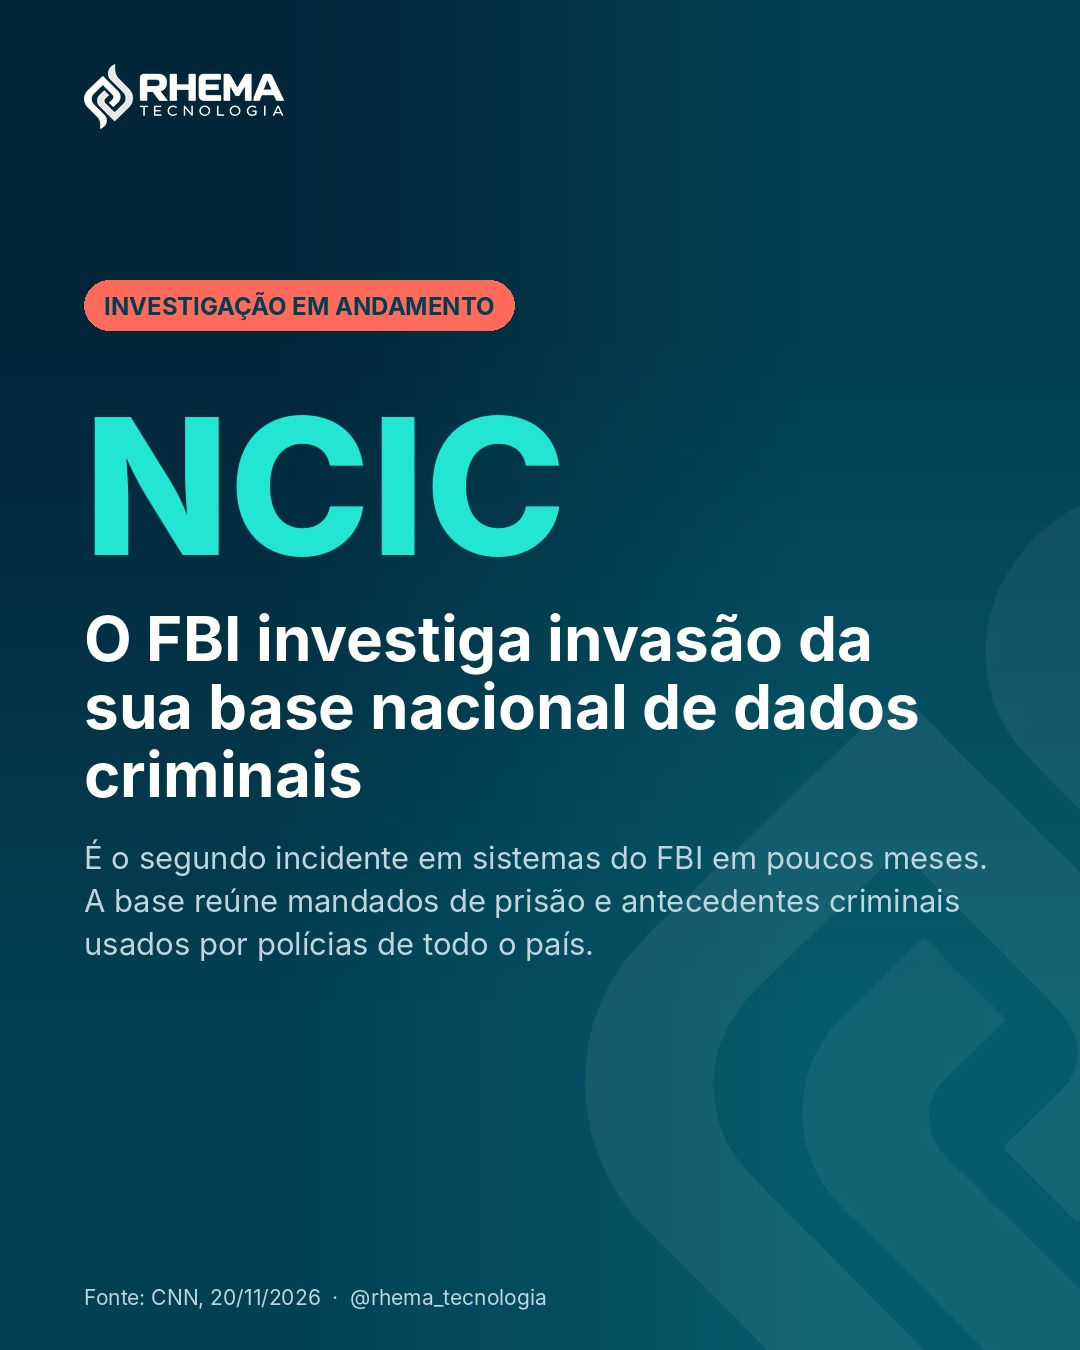 RHEMA
TECNOLOGIA
INVESTIGAÇÃO EM ANDAMENTO
NCIC
O FBI investiga invasão da
sua base nacional de dados
criminais
É o segundo incidente em sistemas do FBI em poucos meses.
A base reúne mandados de prisão e antecedentes criminais
usados por polícias de todo o país.
Fonte: CNN, 20/11/2026 · @rhema_tecnologia